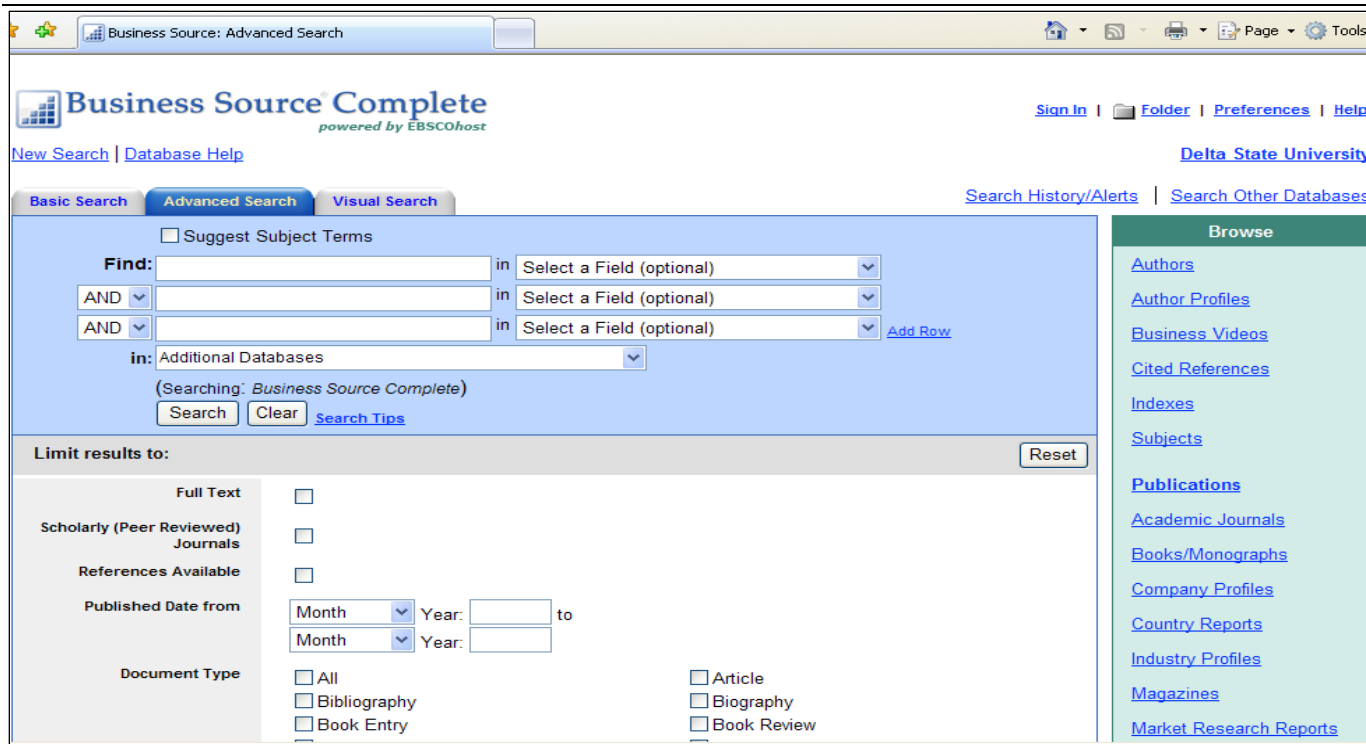 Business Source: Advanced Search
Page
Tools
Business Source® Complete
powered by EBSCOhost
Sign In | Folder | Preferences | Help
New Search | Database Help
Delta State University
Basic Search
Advanced Search
Visual Search
Search History/Alerts | Search Other Databases
Suggest Subject Terms
Find: in Select a Field (optional)
AND in Select a Field (optional)
AND in Select a Field (optional) Add Row
in: Additional Databases
(Searching: Business Source Complete)
Search Clear Search Tips
Limit results to: Reset
Full Text
Scholarly (Peer Reviewed)
Journals
References Available
Published Date from Month Year: to
Month Year:
Document Type All Article
Bibliography Biography
Book Entry Book Review
Browse
Authors
Author Profiles
Business Videos
Cited References
Indexes
Subjects
Publications
Academic Journals
Books/Monographs
Company Profiles
Country Reports
Industry Profiles
Magazines
Market Research Reports